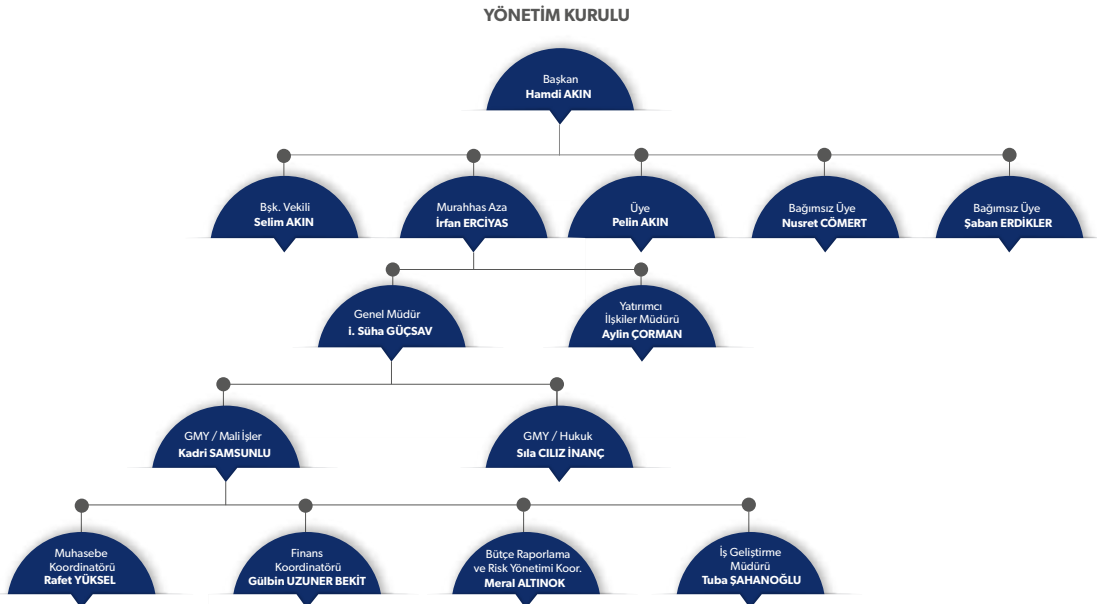 YÖNETİM KURULU
Başkan
Hamdi AKIN
Bşk. Vekili
Selim AKIN
Murahhas Aza
İrfan ERCİYAS
Üye
Pelin AKIN
Bağımsız Üye
Nusret CÖMERT
Bağımsız Üye
Şaban ERDİKLER
Genel Müdür
i. Süha GÜÇSAV
Yatırımcı
İlşkiler Müdürü
Aylin ÇORMAN
GMY / Mali İşler
Kadri SAMSUNLU
GMY / Hukuk
Sıla CILIZ İNANÇ
Muhasebe
Koordinatörü
Rafet YÜKSEL
Finans
Koordinatörü
Gülbin UZUNER BEKİT
Bütçe Raporlama
ve Risk Yönetimi Koor.
Meral ALTINOK
İş Geliştirme
Müdürü
Tuba ŞAHANOĞLU